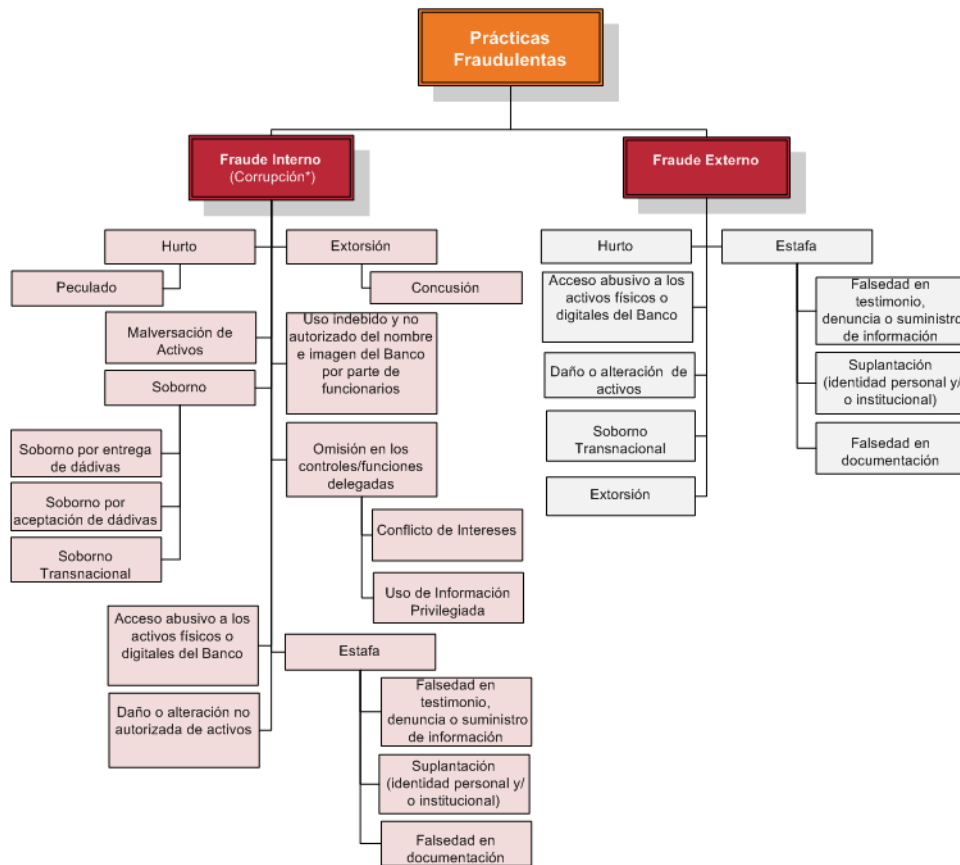 Prácticas
Fraudulentas
Fraude Interno
(Corrupción*)
Hurto
Peculado
Extorsión
Concusión
Malversación de
Activos
Uso indebido y no
autorizado del nombre
e imagen del Banco
por parte de
funcionarios
Soborno
Soborno por entrega
de dádivas
Soborno por
aceptación de dádivas
Soborno
Transnacional
Omisión en los
controles/funciones
delegadas
Conflicto de Intereses
Uso de Información
Privilegiada
Acceso abusivo a los
activos físicos o
digitales del Banco
Daño o alteración no
autorizada de activos
Estafa
Falsedad en
testimonio,
denuncia o suministro
de información
Suplantación
(identidad personal y/
o institucional)
Falsedad en
documentación
Fraude Externo
Hurto
Acceso abusivo a los
activos físicos o
digitales del Banco
Daño o alteración de
activos
Soborno
Transnacional
Extorsión
Estafa
Falsedad en
testimonio,
denuncia o suministro
de información
Suplantación
(identidad personal y/
o institucional)
Falsedad en
documentación